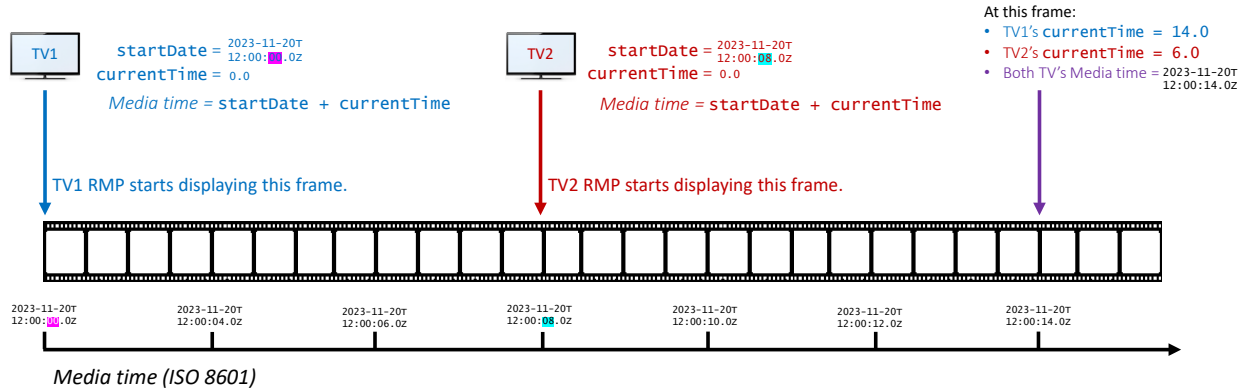 TV1
startDate = 2023-11-20T
12:00:00.0Z
currentTime = 0.0
Media time = startDate + currentTime
TV1 RMP starts displaying this frame.
TV2
startDate = 2023-11-20T
12:00:08.0Z
currentTime = 0.0
Media time = startDate + currentTime
TV2 RMP starts displaying this frame.
At this frame:
• TV1's currentTime = 14.0
• TV2's currentTime = 6.0
• Both TV's Media time = 2023-11-20T
12:00:14.0Z
2023-11-20T
12:00:00.0Z
2023-11-20T
12:00:04.0Z
2023-11-20T
12:00:06.0Z
2023-11-20T
12:00:08.0Z
2023-11-20T
12:00:10.0Z
2023-11-20T
12:00:12.0Z
2023-11-20T
12:00:14.0Z
Media time (ISO 8601)